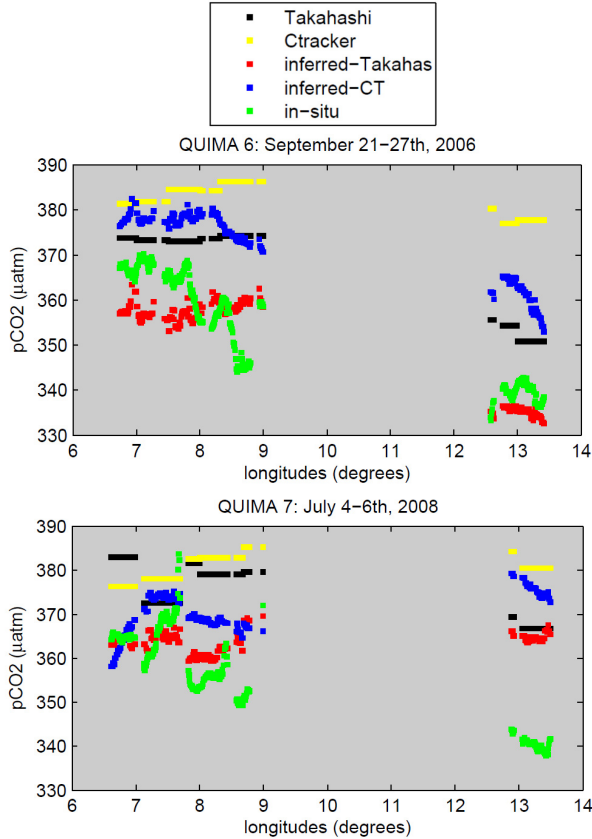 Takahashi
Ctracker
inferred−Takahas
inferred−CT
in−situ
QUIMA 6: September 21−27th, 2006
390
380
370
360
350
340
330
pCO2 (µatm)
6 7 8 9 10 11 12 13 14
longitudes (degrees)
QUIMA 7: July 4−6th, 2008
390
380
370
360
350
340
330
pCO2 (µatm)
6 7 8 9 10 11 12 13 14
longitudes (degrees)